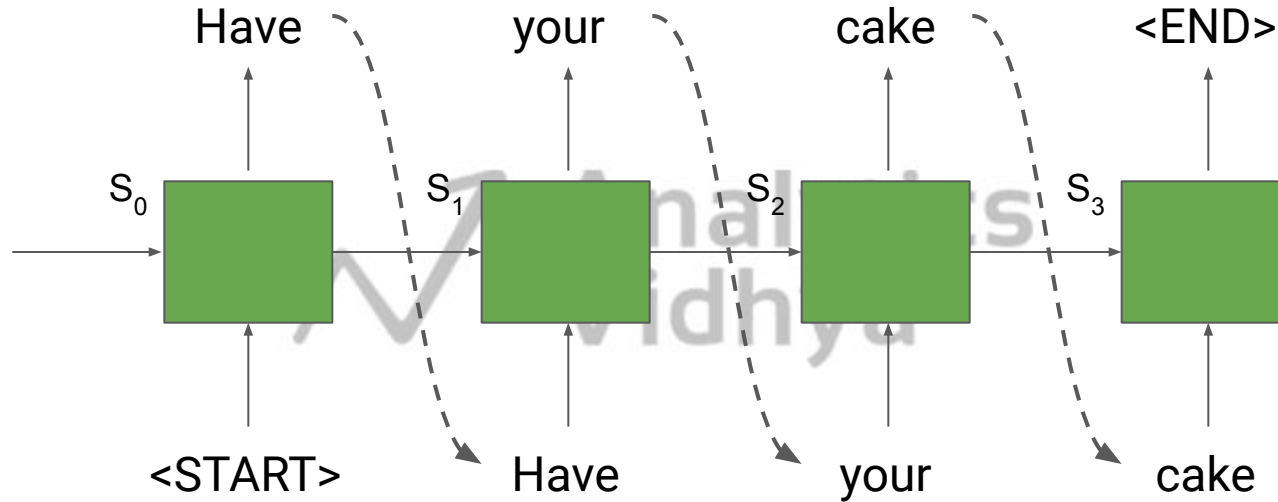 Have your cake <END>
S0 S1 S2 S3
Analytics
Vidhya
<START> Have your cake